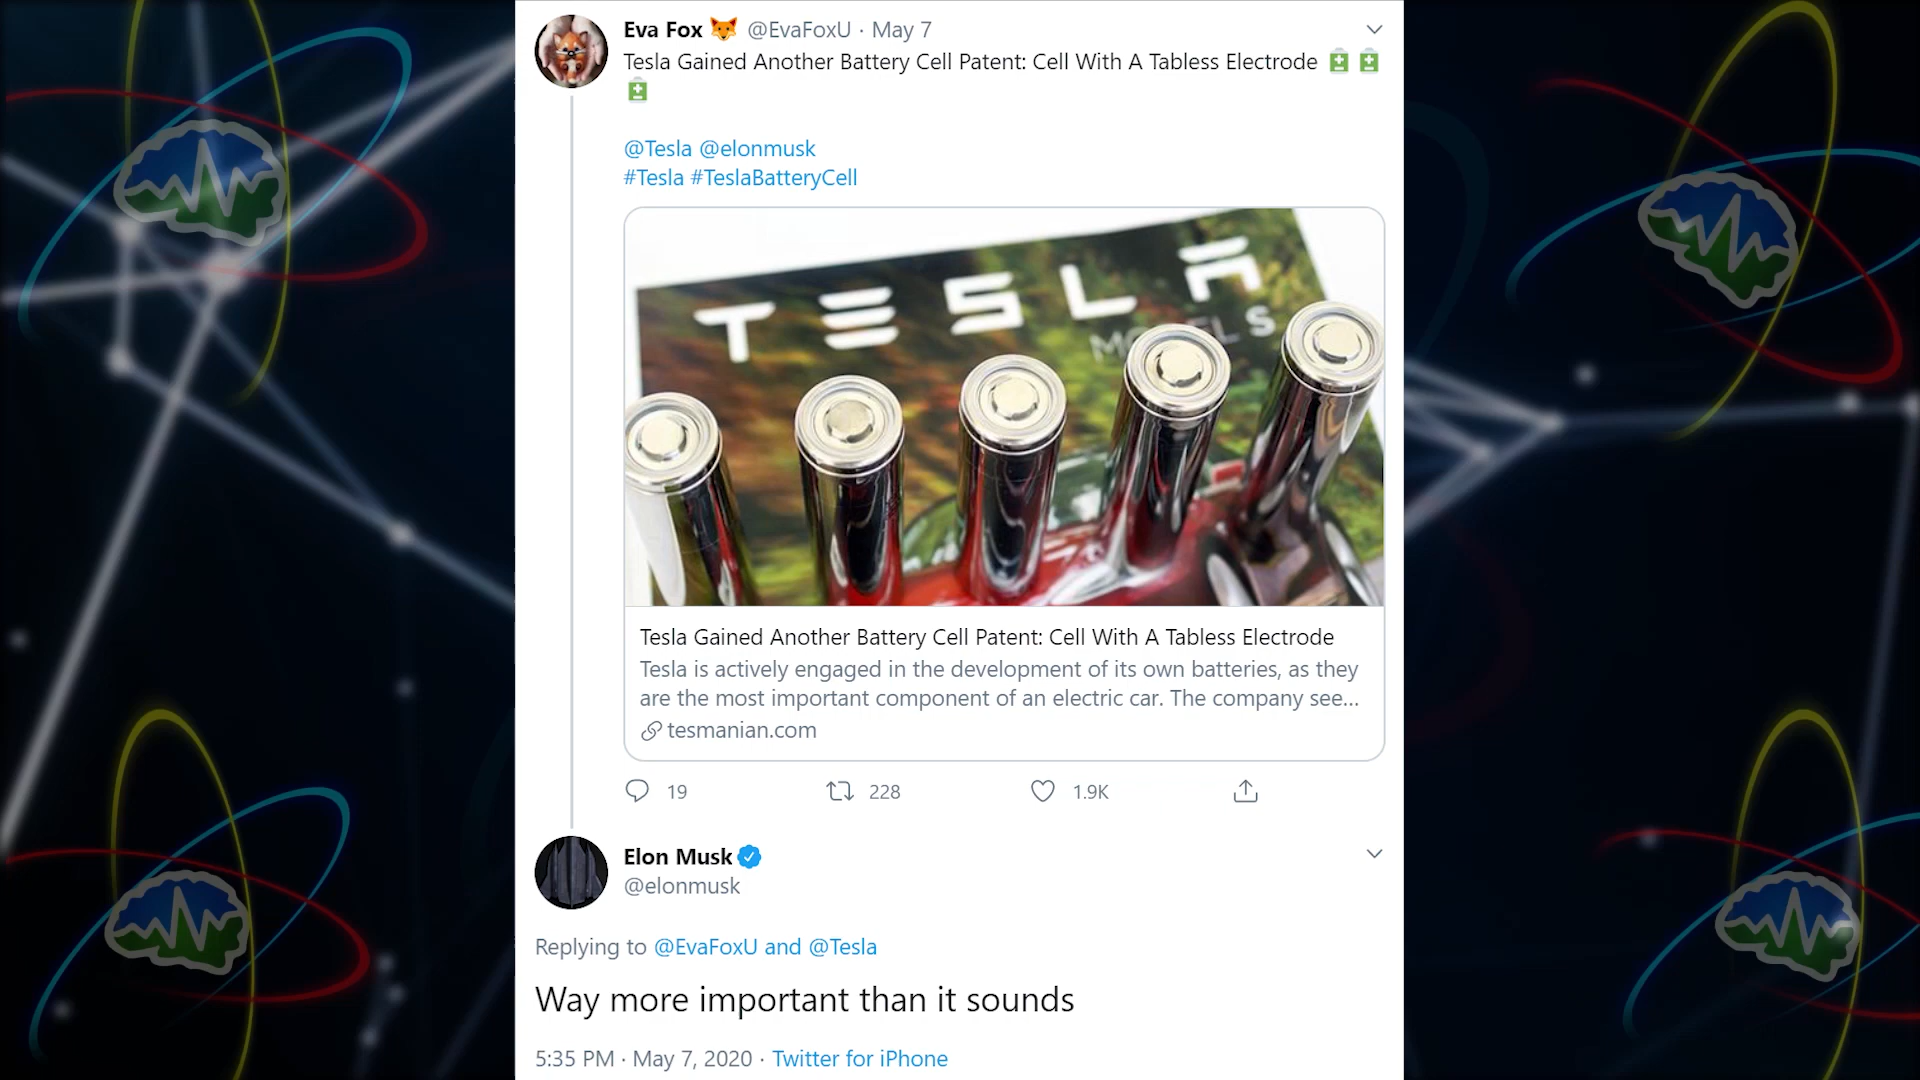 Eva Fox 🦊 @EvaFoxU · May 7
Tesla Gained Another Battery Cell Patent: Cell With A Tabless Electrode 🔋 🔋
🔋
@Tesla @elonmusk
#Tesla #TeslaBatteryCell
TESLA
MODEL S
Tesla Gained Another Battery Cell Patent: Cell With A Tabless Electrode
Tesla is actively engaged in the development of its own batteries, as they
are the most important component of an electric car. The company see...
tesmanian.com
19 228 1.9K
Elon Musk
@elonmusk
Replying to @EvaFoxU and @Tesla
Way more important than it sounds
5:35 PM · May 7, 2020 · Twitter for iPhone